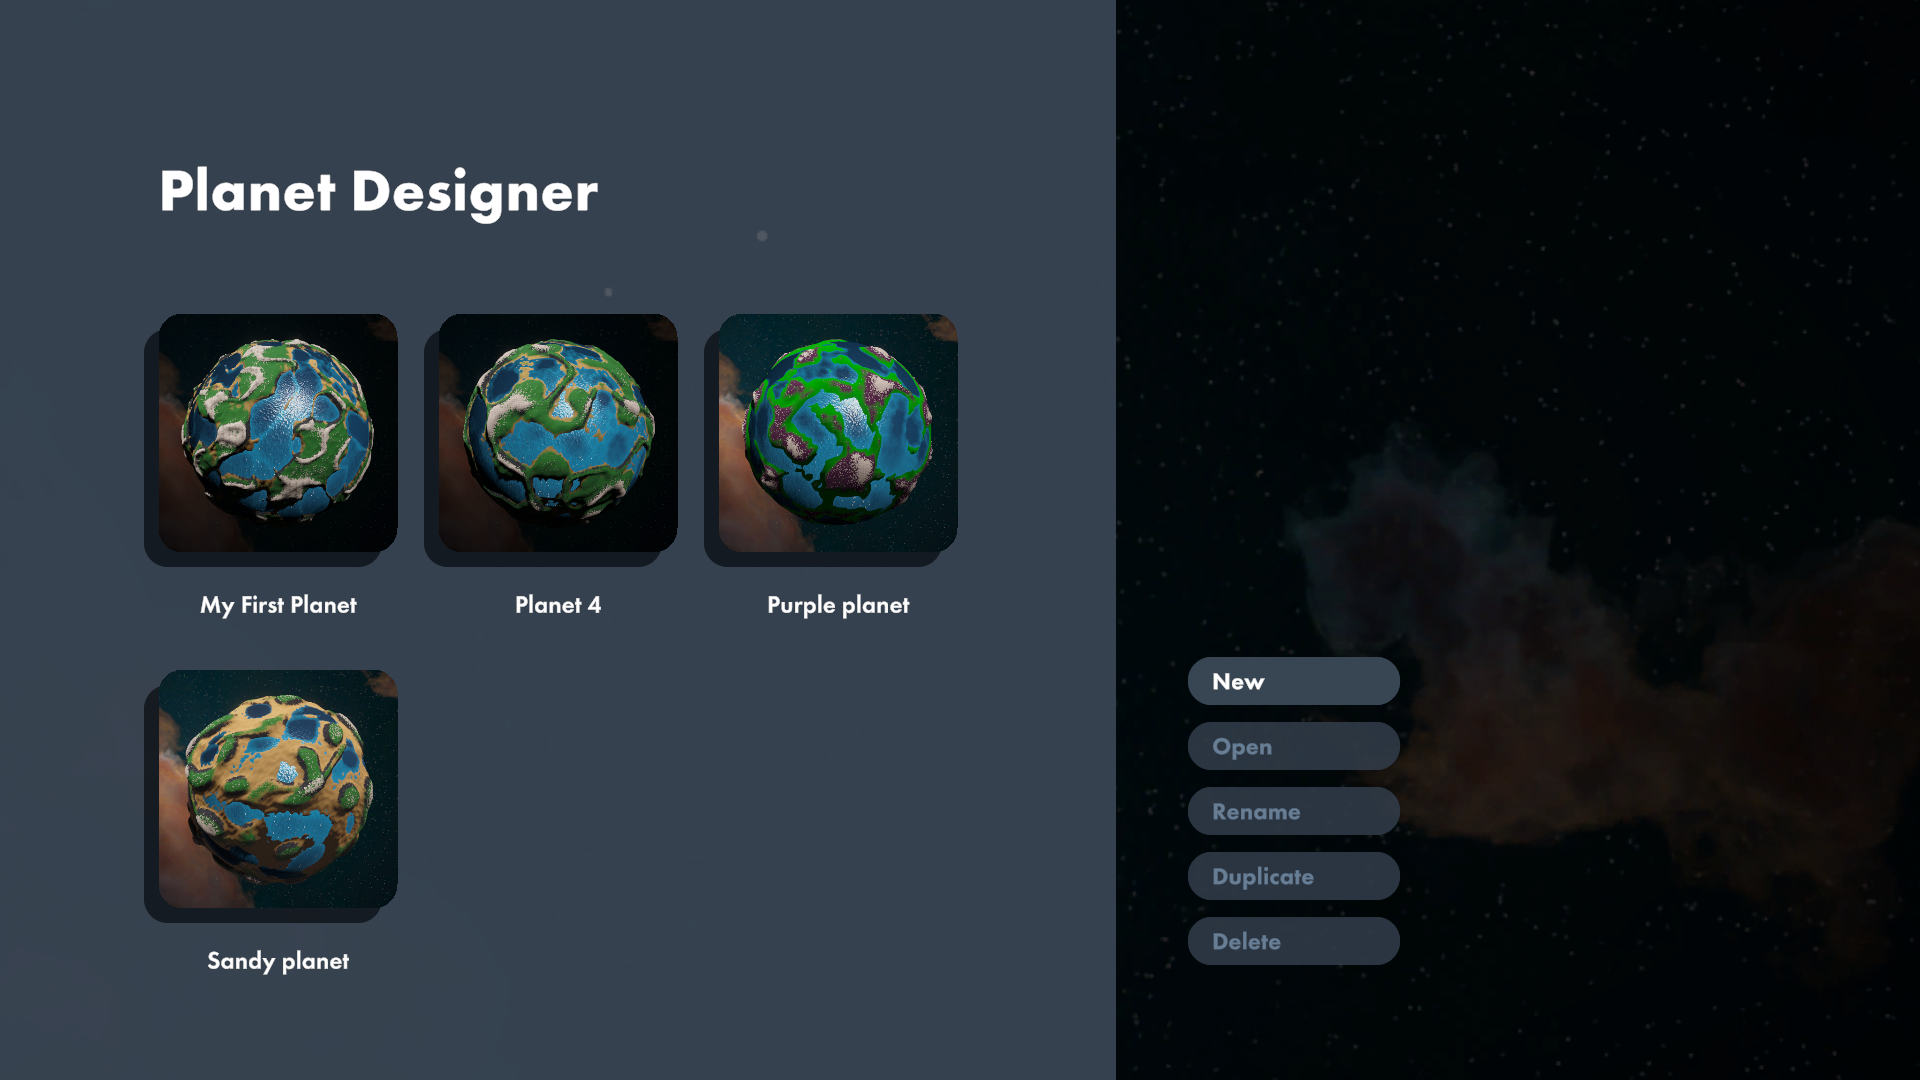 Planet Designer
My First Planet
Planet 4
Purple planet
Sandy planet
New
Open
Rename
Duplicate
Delete